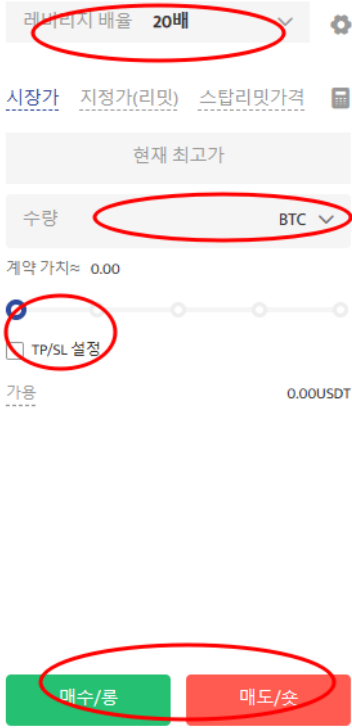 레버리지 배율 20배
시장가 지정가(리밋) 스탑리밋가격
현재 최고가
수량 BTC
계약 가치≈ 0.00
TP/SL 설정
가용 0.00USDT
매수/롱 매도/숏